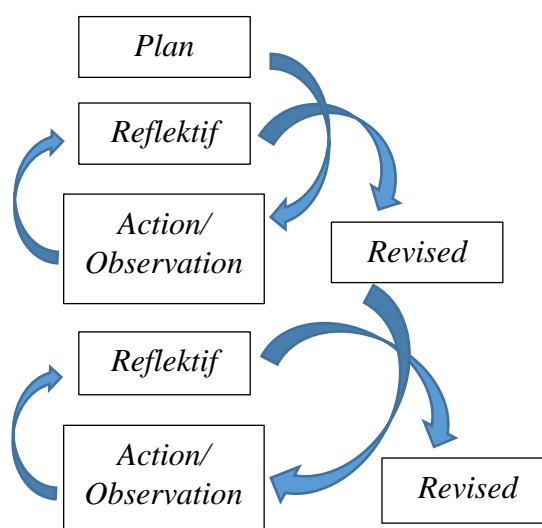 Plan
Reflektif
Action/
Observation
Revised
Reflektif
Action/
Observation
Revised